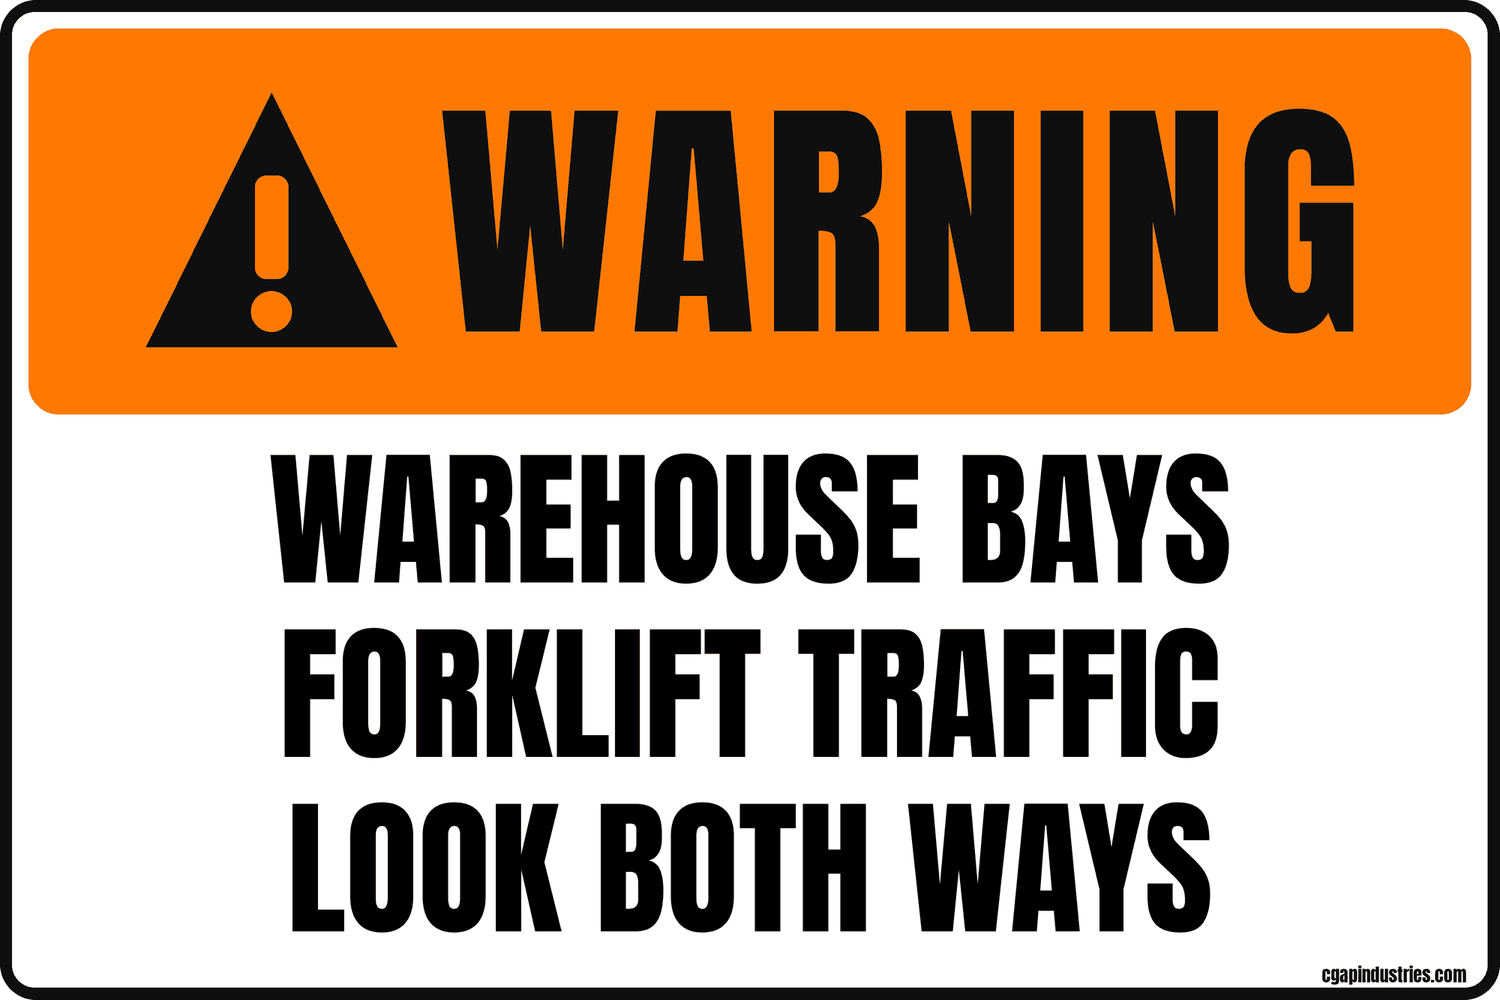 WARNING
WAREHOUSE BAYS
FORKLIFT TRAFFIC
LOOK BOTH WAYS
cgapindustries.com